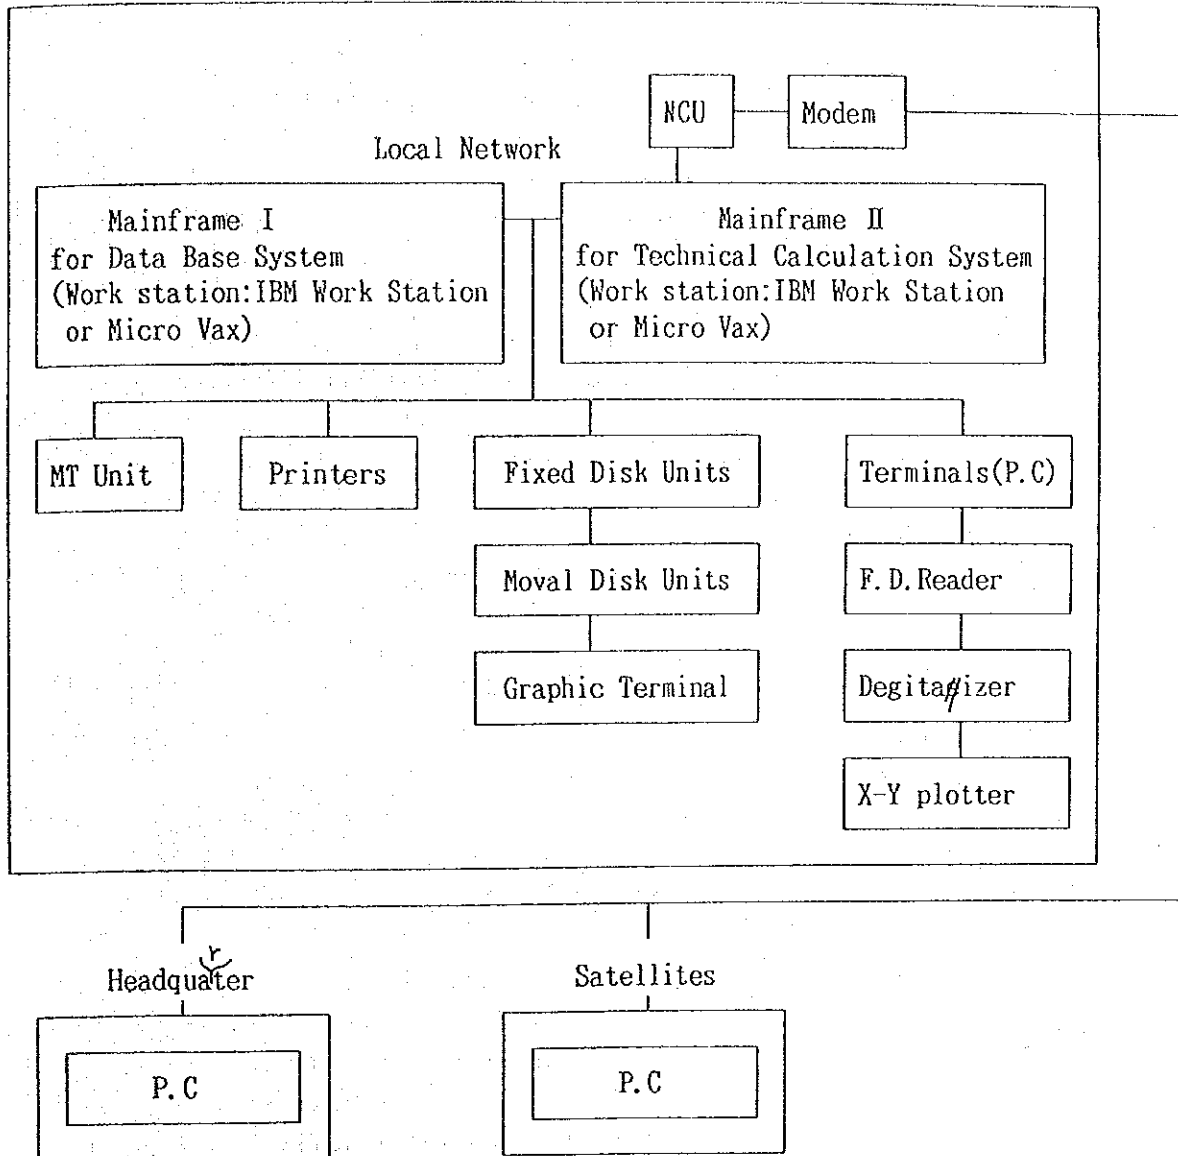 NCU
Modem
Local Network
Mainframe I
for Data Base System
(Work station:IBM Work Station
or Micro Vax)
Mainframe II
for Technical Calculation System
(Work station:IBM Work Station
or Micro Vax)
MT Unit
Printers
Fixed Disk Units
Terminals(P.C)
Moval Disk Units
F.D.Reader
Graphic Terminal
Degitalizer
X-Y plotter
r
Headquater
Satellites
P.C
P.C